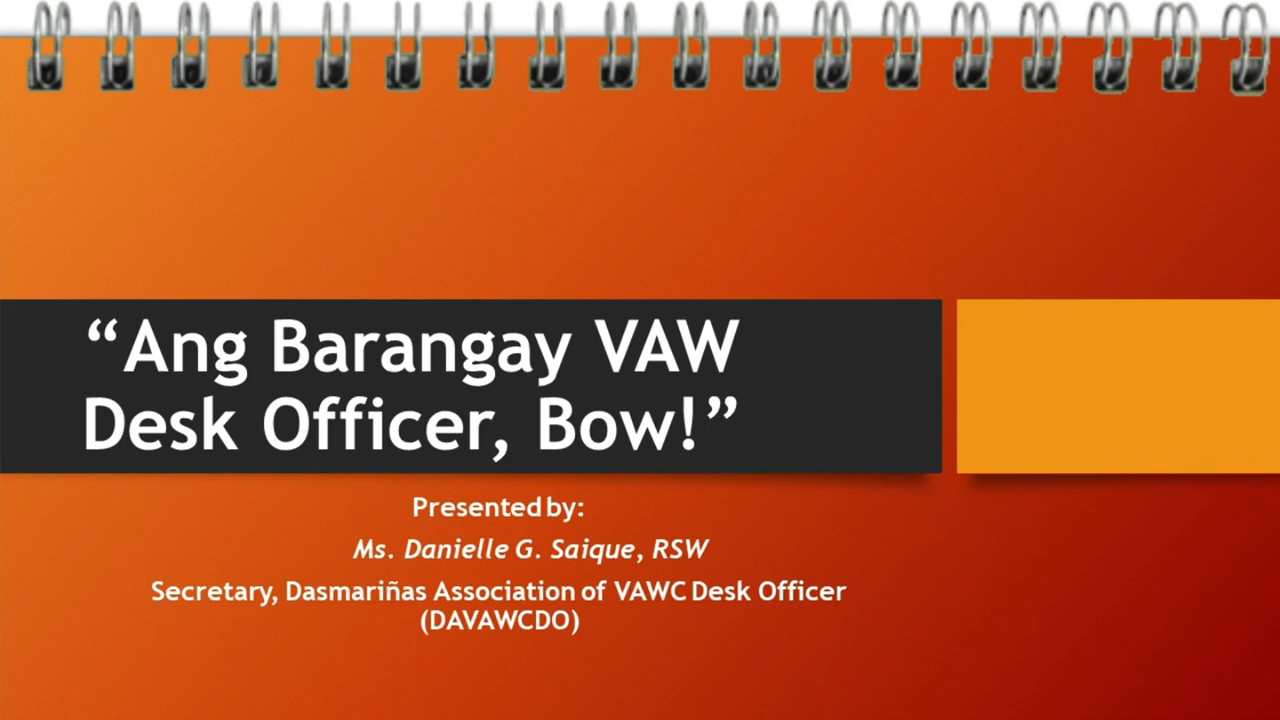 “Ang Barangay VAW
Desk Officer, Bow!”
Presented by:
Ms. Danielle G. Saique, RSW
Secretary, Dasmariñas Association of VAWC Desk Officer
(DAVAWCDO)